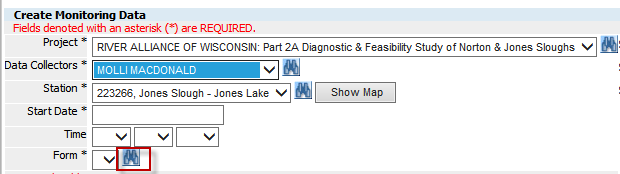 Create Monitoring Data
Fields denoted with an asterisk (*) are REQUIRED.
Project * RIVER ALLIANCE OF WISCONSIN: Part 2A Diagnostic & Feasibility Study of Norton & Jones Sloughs
Data Collectors * MOLLI MACDONALD
Station * 223266, Jones Slough - Jones Lake Show Map
Start Date *
Time
Form *